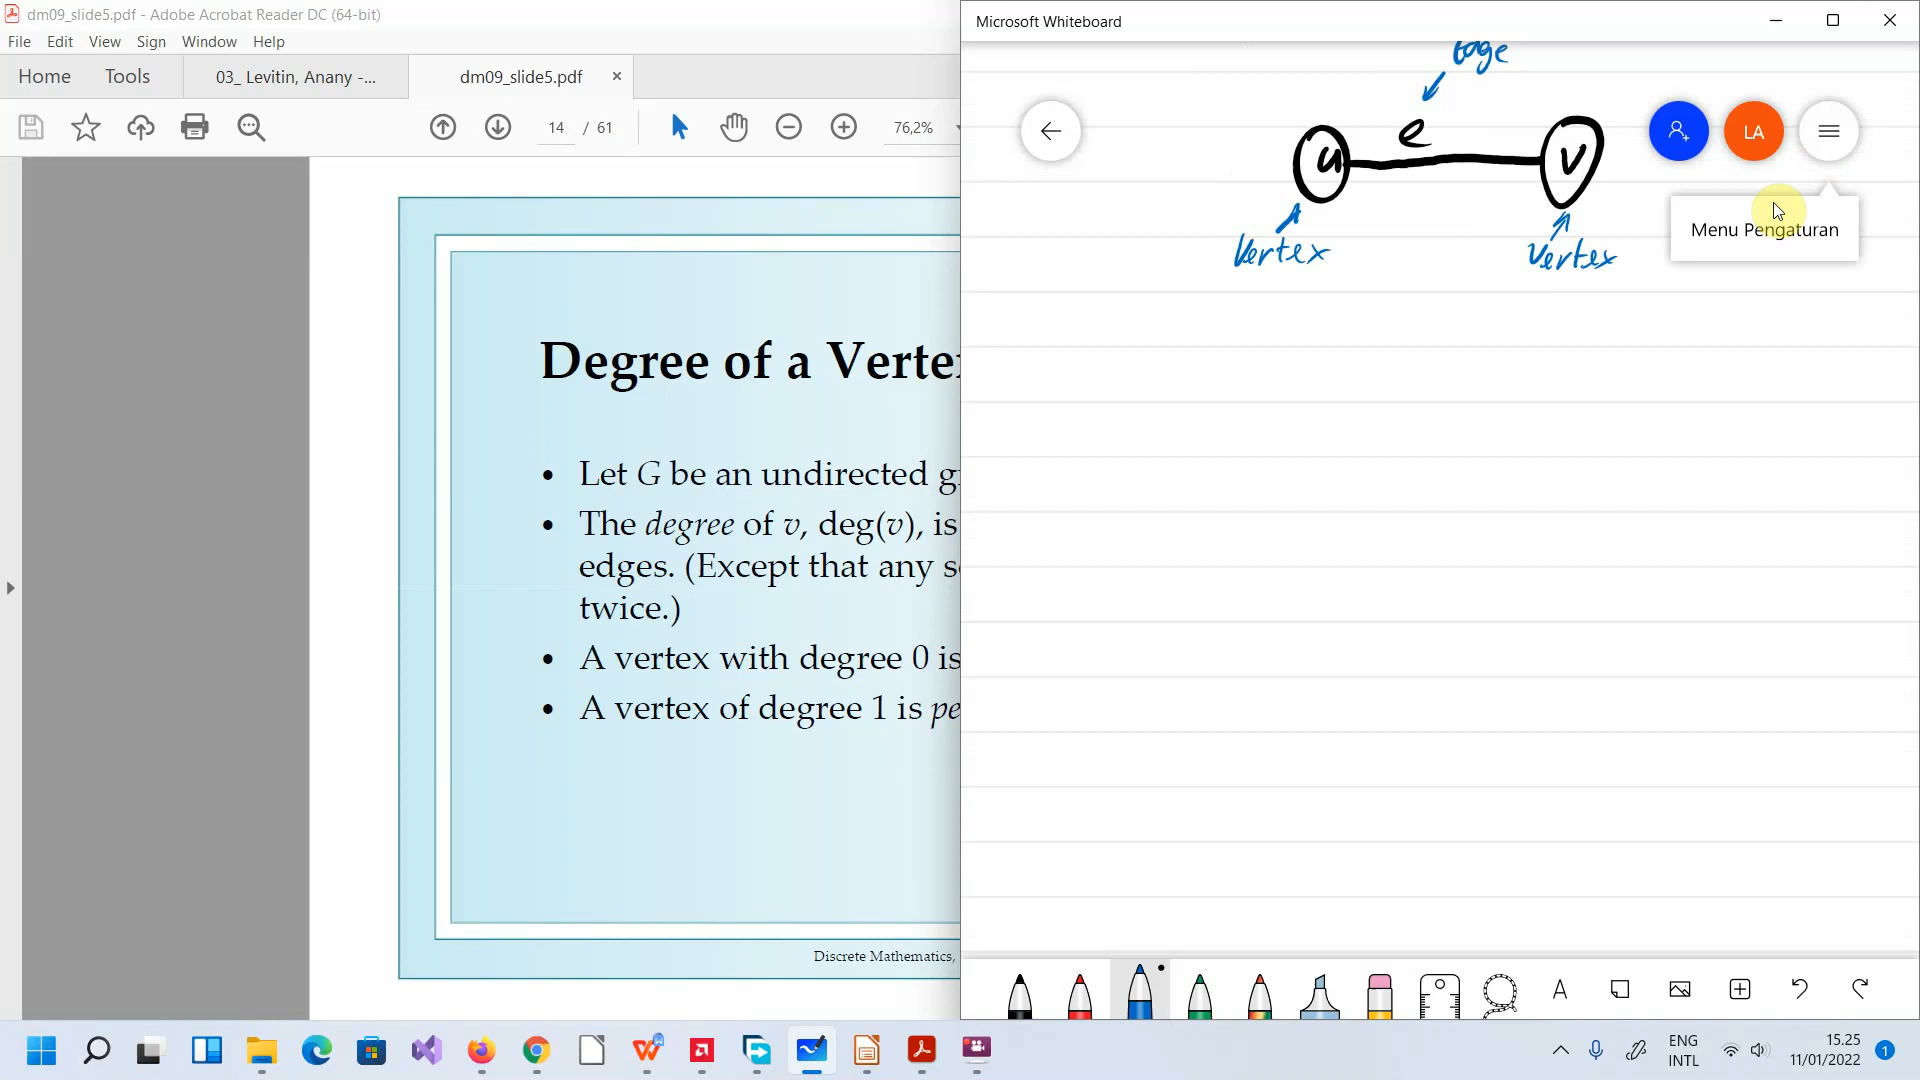 dm09_slide5.pdf - Adobe Acrobat Reader DC (64-bit)
File Edit View Sign Window Help
Home Tools 03_ Levitin, Anany -... dm09_slide5.pdf
14 / 61 76,2%
Degree of a Verte
• Let G be an undirected g
• The degree of v, deg(v), is
edges. (Except that any s
twice.)
• A vertex with degree 0 is
• A vertex of degree 1 is pe
Discrete Mathematics,
Microsoft Whiteboard
Edge
e
u v
Vertex Vertex
LA
Menu Pengaturan
A
ENG
INTL
15.25
11/01/2022
1